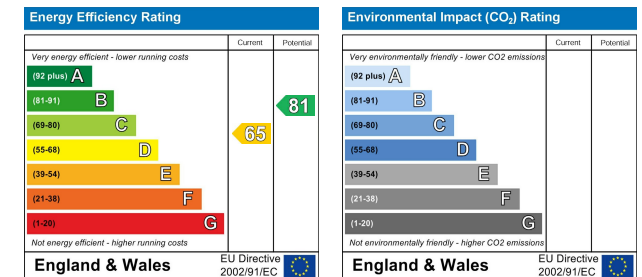 Energy Efficiency Rating
Current Potential
Very energy efficient - lower running costs
(92 plus) A
(81-91) B
(69-80) C
(55-68) D
(39-54) E
(21-38) F
(1-20) G
65
81
Not energy efficient - higher running costs
England & Wales
EU Directive
2002/91/EC
Environmental Impact (CO₂) Rating
Current Potential
Very environmentally friendly - lower CO2 emissions
(92 plus) A
(81-91) B
(69-80) C
(55-68) D
(39-54) E
(21-38) F
(1-20) G
Not environmentally friendly - higher CO2 emissions
England & Wales
EU Directive
2002/91/EC